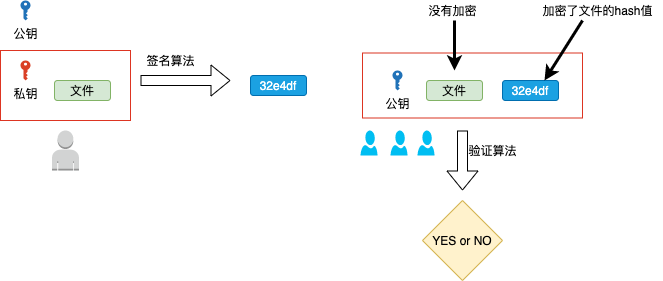 公钥
私钥
文件
签名算法
32e4df
没有加密
加密了文件的hash值
公钥
文件
32e4df
验证算法
YES or NO